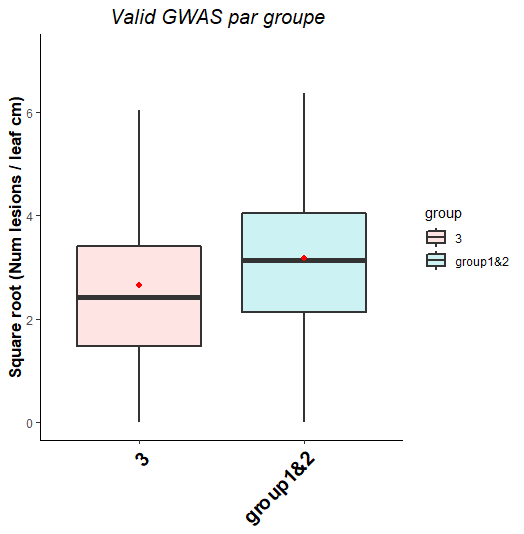 Valid GWAS par groupe
Square root (Num lesions / leaf cm)
6
4
2
0
3
group1&2
group
3
group1&2